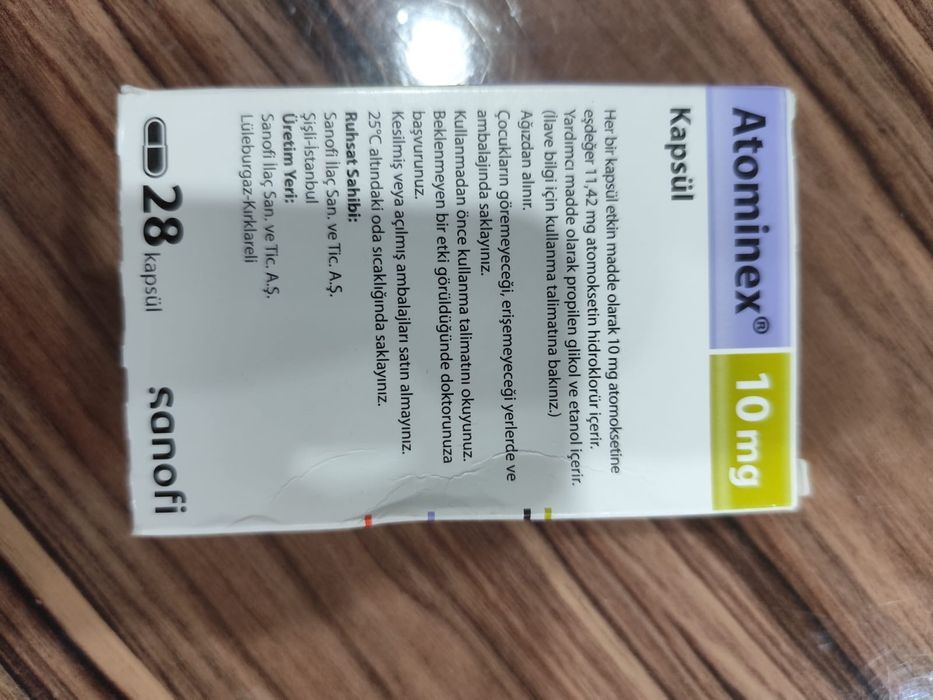 Atominex® 10 mg
Kapsül
Her bir kapsül etkin madde olarak 10 mg atomoksetine
eşdeğer 11,42 mg atomoksetin hidroklorür içerir.
Yardımcı madde olarak propilen glikol ve etanol içerir.
(İlave bilgi için kullanma talimatına bakınız.)
Ağızdan alınır.
Çocukların göremeyeceği, erişemeyeceği yerlerde ve
ambalajında saklayınız.
Kullanmadan önce kullanma talimatını okuyunuz.
Beklenmeyen bir etki görüldüğünde doktorunuza
başvurunuz.
Kesilmiş veya açılmış ambalajları satın almayınız.
25°C altındaki oda sıcaklığında saklayınız.
Ruhsat Sahibi:
Sanofi İlaç San. ve Tic. A.Ş.
Şişli-İstanbul
Üretim Yeri:
Sanofi İlaç San. ve Tic. A.Ş.
Lüleburgaz-Kırklareli
28 kapsül
sanofi